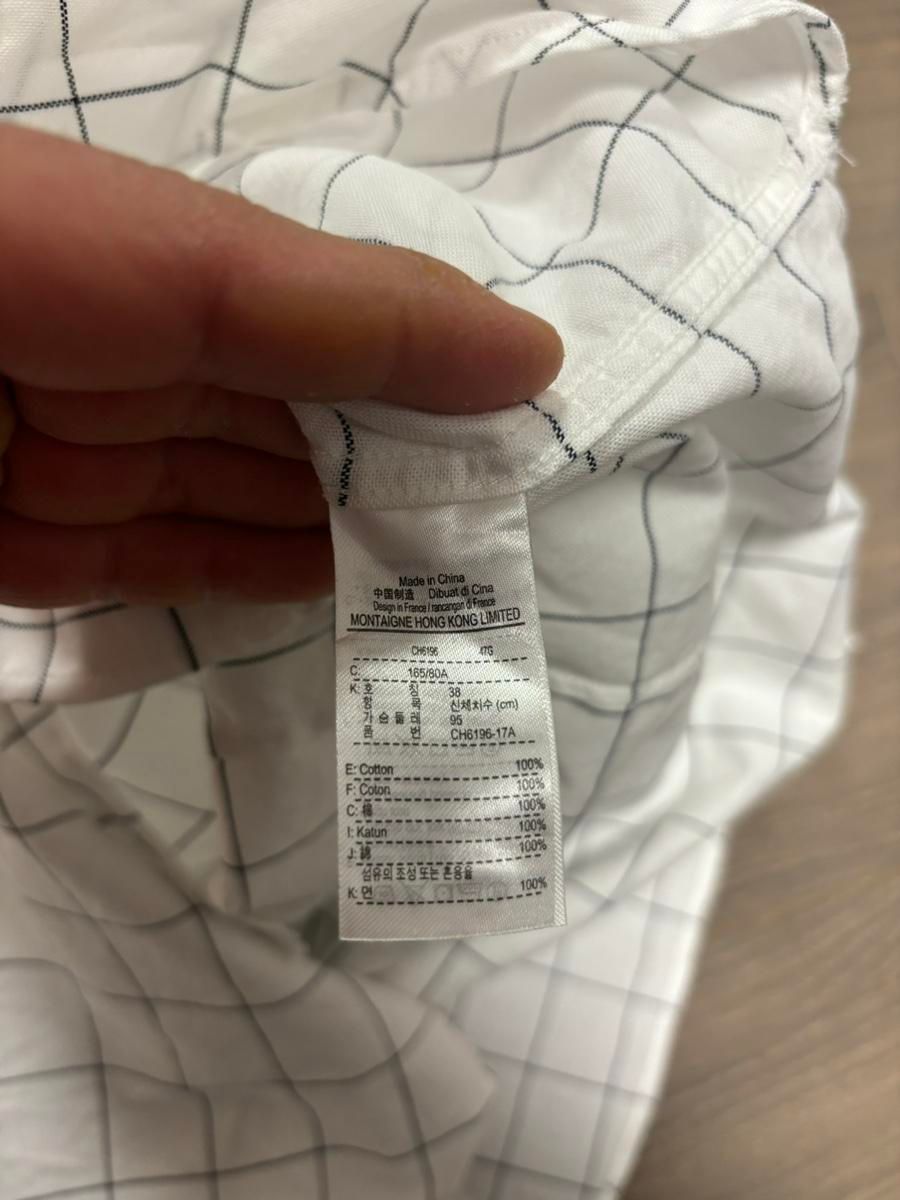 Made in China
中国制造 Dibuat di Cina
Design in France / rancangan di France
MONTAIGNE HONG KONG LIMITED
CH6196 47G
C: 165/80A
K: 호 칭 38
항 목 신체치수 (cm)
가 슴 둘 레 95
품 번 CH6196-17A
E: Cotton 100%
F: Coton 100%
C: 棉 100%
I: Katun 100%
J: 綿 100%
섬유의 조성 또는 혼용율
K: 면 100%